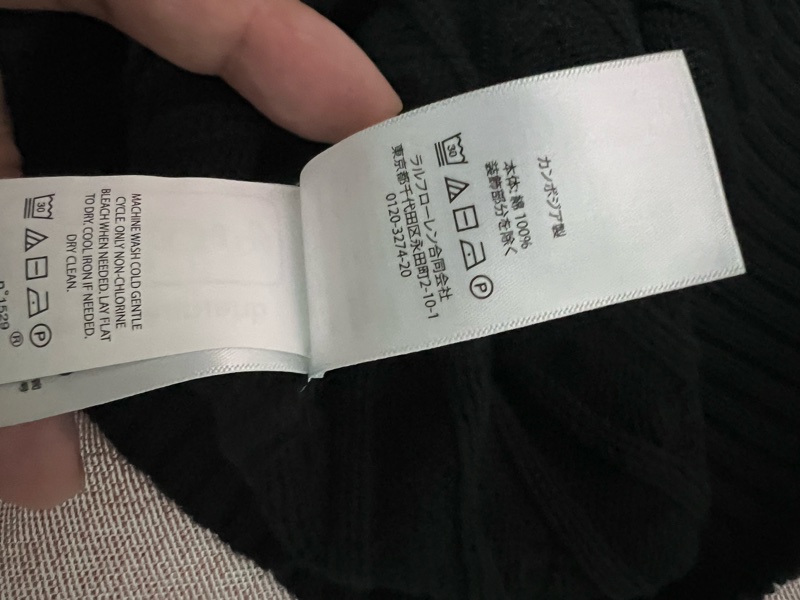 カンボジア製
本体 綿 100%
装飾部分を除く
30
P
ラルフローレン合同会社
東京都千代田区永田町2-10-1
0120-3274-20
MACHINE WASH COLD GENTLE
CYCLE ONLY NON-CHLORINE
BLEACH WHEN NEEDED. LAY FLAT
TO DRY. COOL IRON IF NEEDED.
DRY CLEAN.
30
P